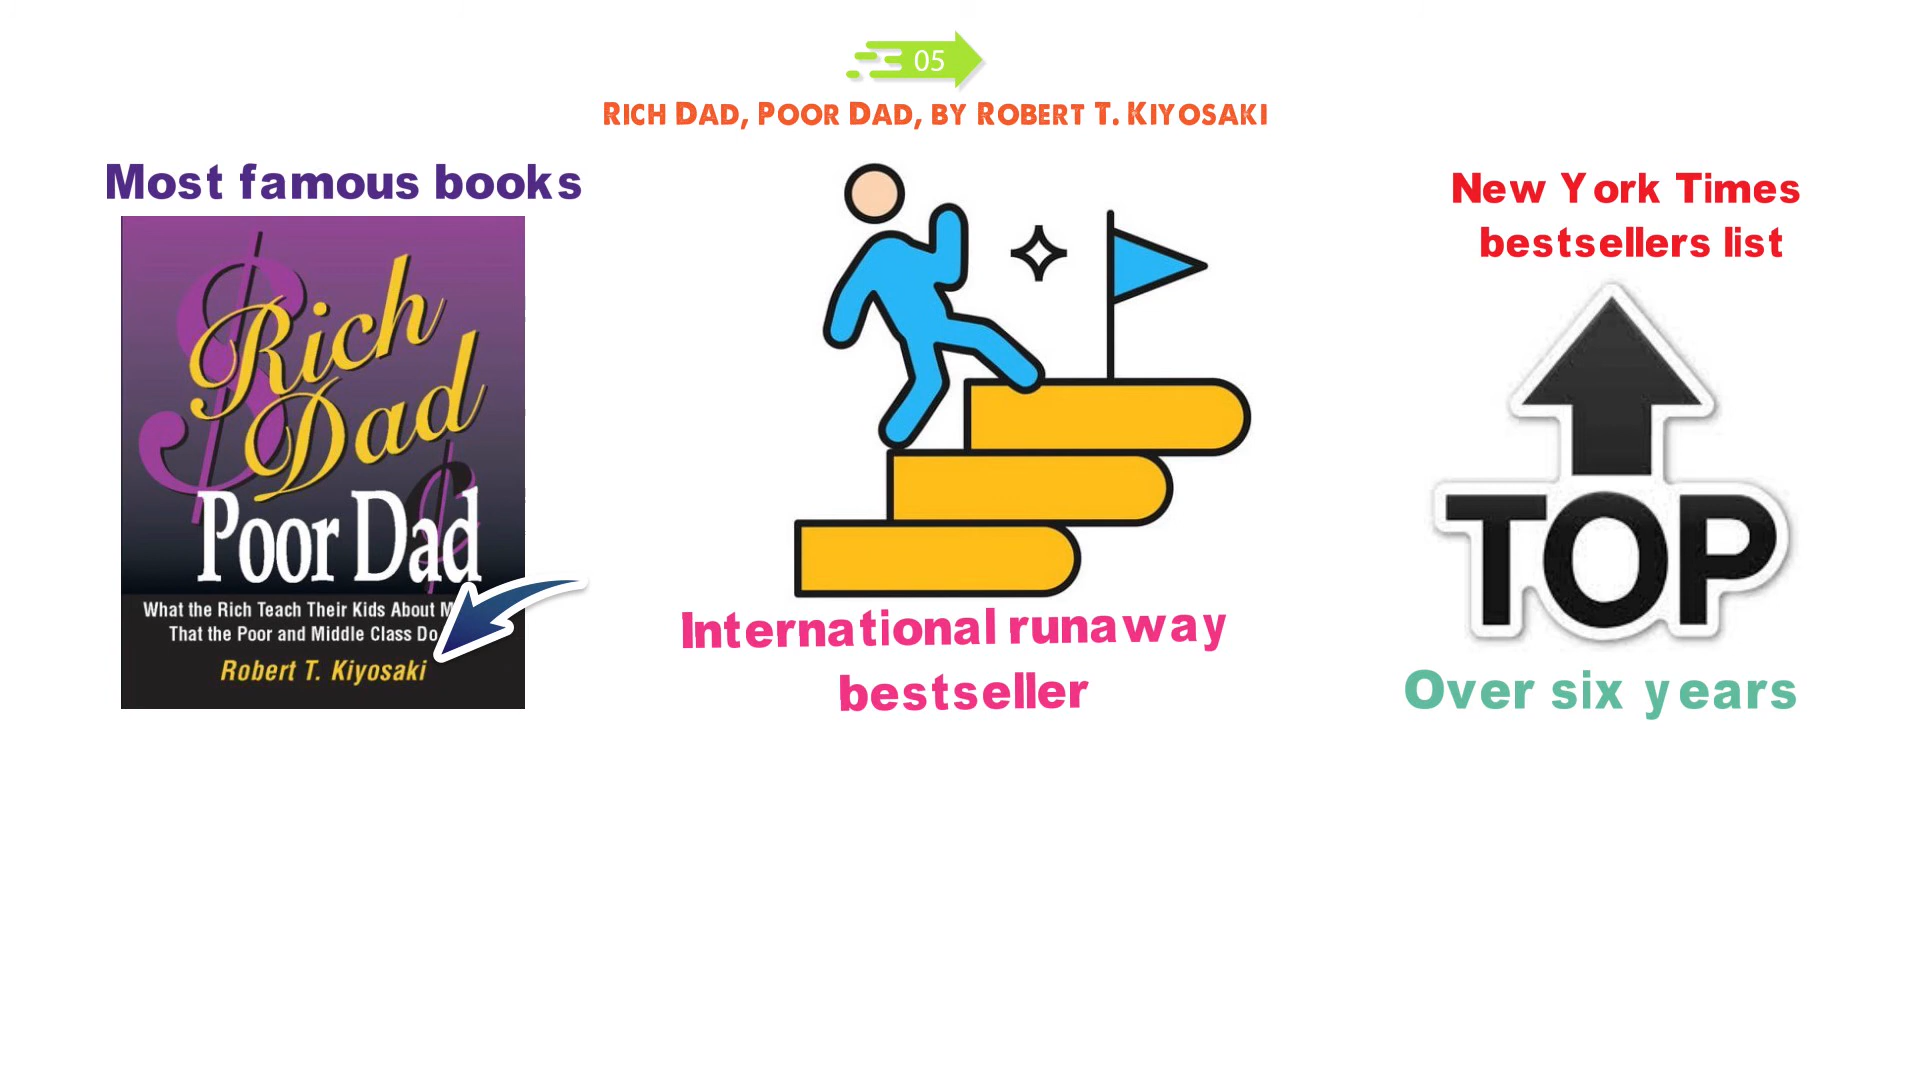 05
Rich Dad, Poor Dad, by Robert T. Kiyosaki
Most famous books
Rich
Dad
Poor Dad
What the Rich Teach Their Kids About
That the Poor and Middle Class
Robert T. Kiyosaki
International runaway
bestseller
New York Times
bestsellers list
TOP
Over six years